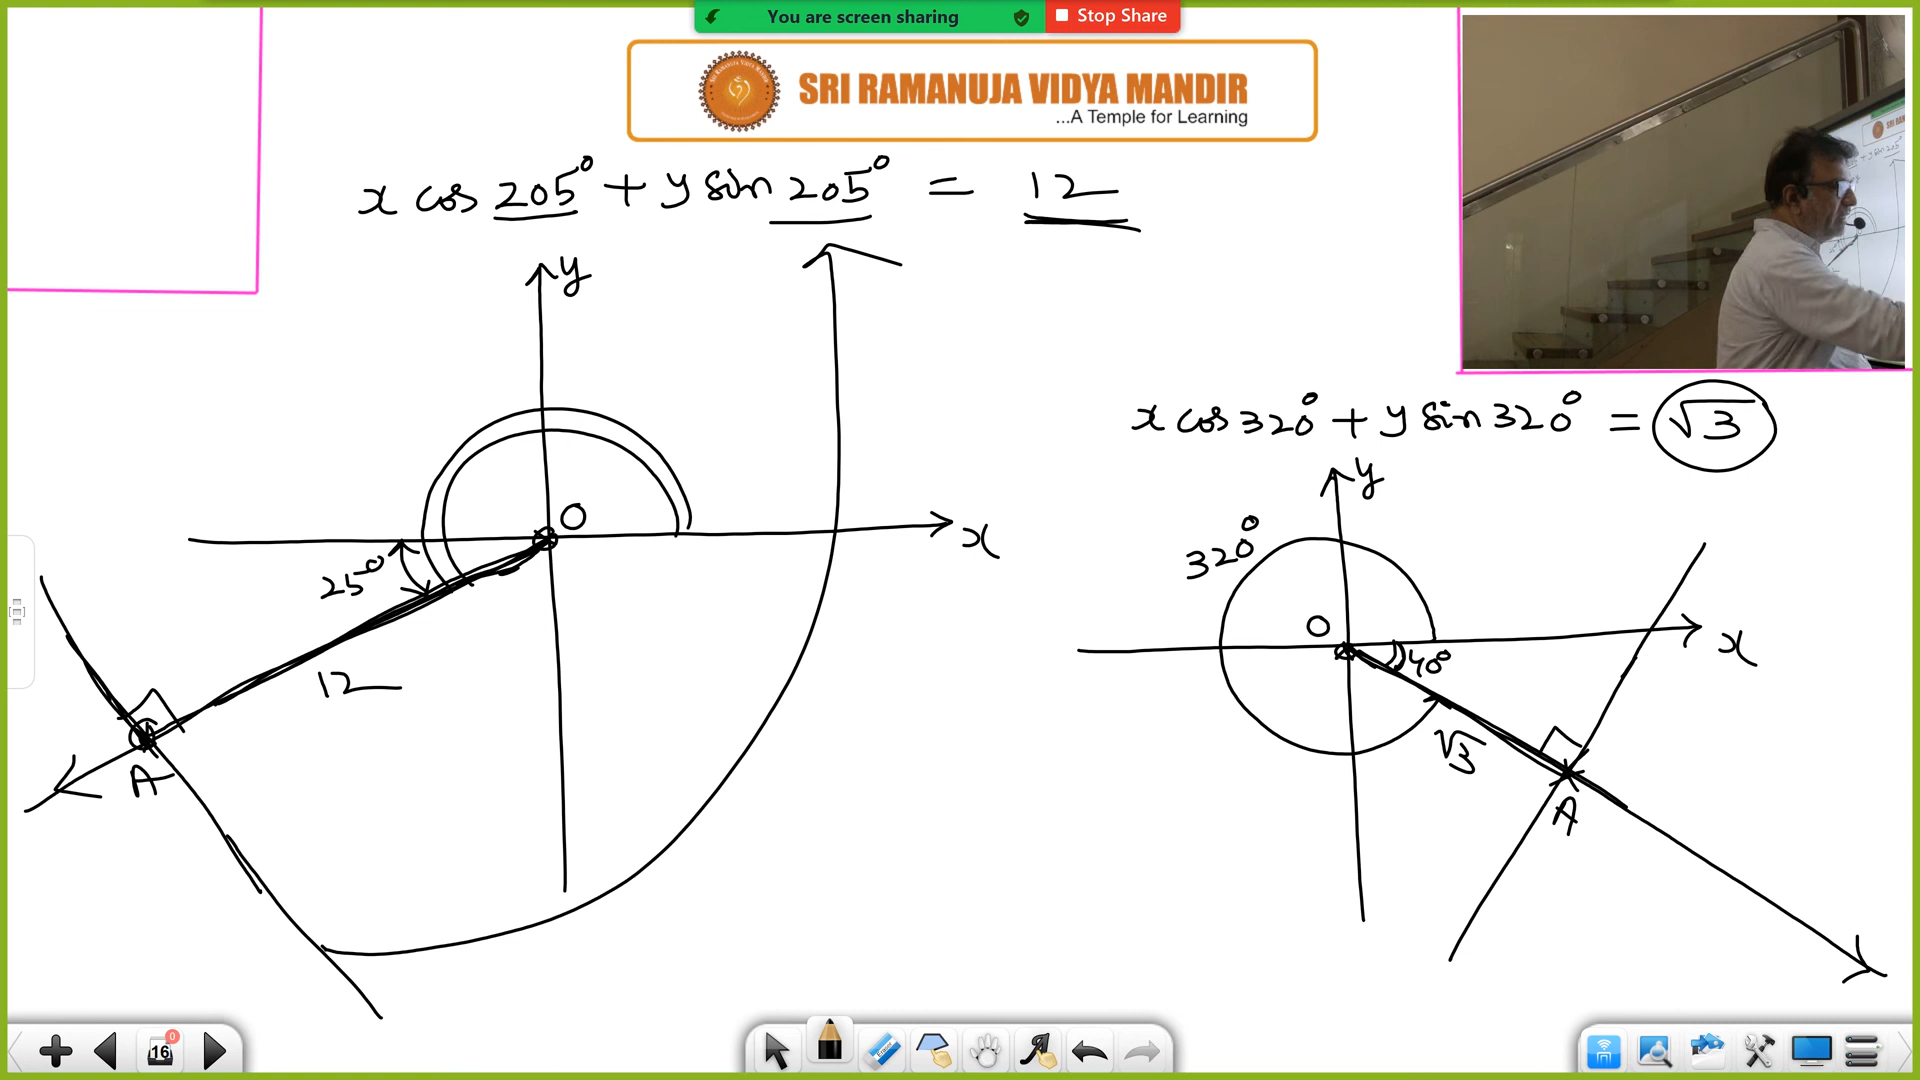 You are screen sharing
Stop Share
SRI RAMANUJA VIDYA MANDIR
...A Temple for Learning
x cos 205° + y sin 205° = 12
y
O
x
25°
12
A
x cos 320° + y sin 320° = √3
y
320°
O
x
40°
√3
A
0
16